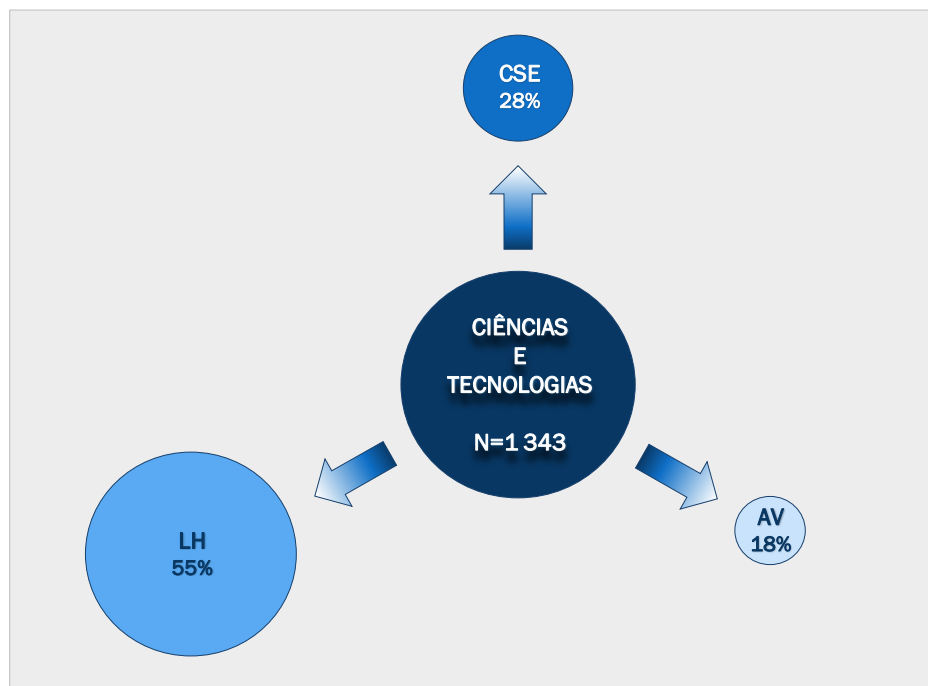 CSE
28%
CIÊNCIAS
E
TECNOLOGIAS
N=1 343
LH
55%
AV
18%